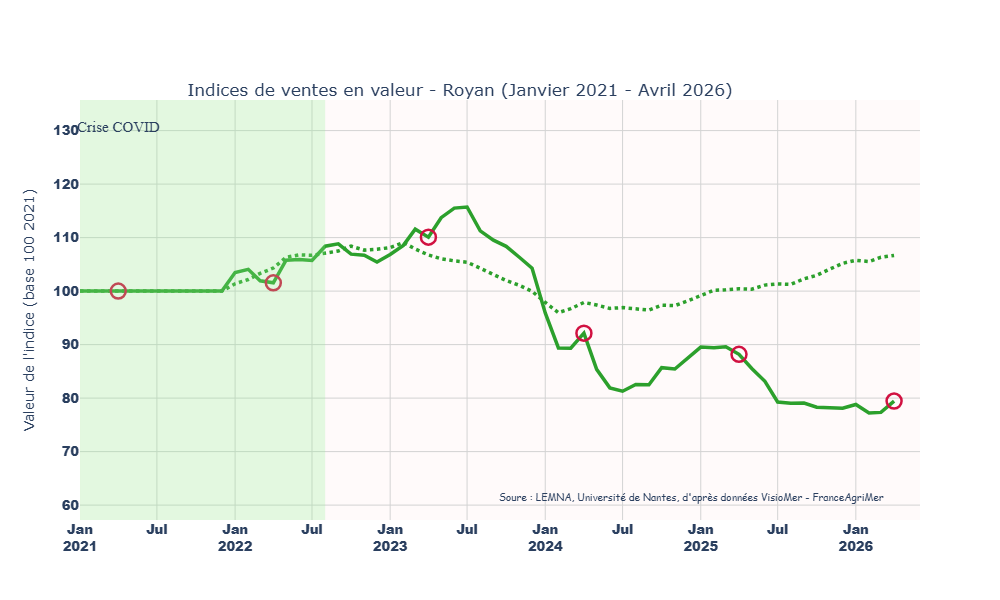 Indices de ventes en valeur - Royan (Janvier 2021 - Avril 2026)
Crise COVID
Valeur de l'indice (base 100 2021)
130
120
110
100
90
80
70
60
Soure : LEMNA, Université de Nantes, d'après données VisioMer - FranceAgriMer
Jan Jul Jan Jul Jan Jul Jan Jul Jan Jul Jan
2021 2022 2023 2024 2025 2026